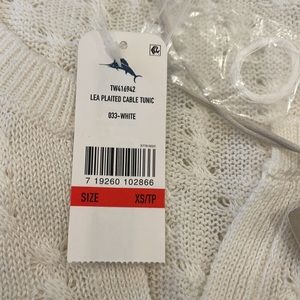 TW416942
LEA PLAITED CABLE TUNIC
033-WHITE
7 19260 102866
SIZE XS/TP